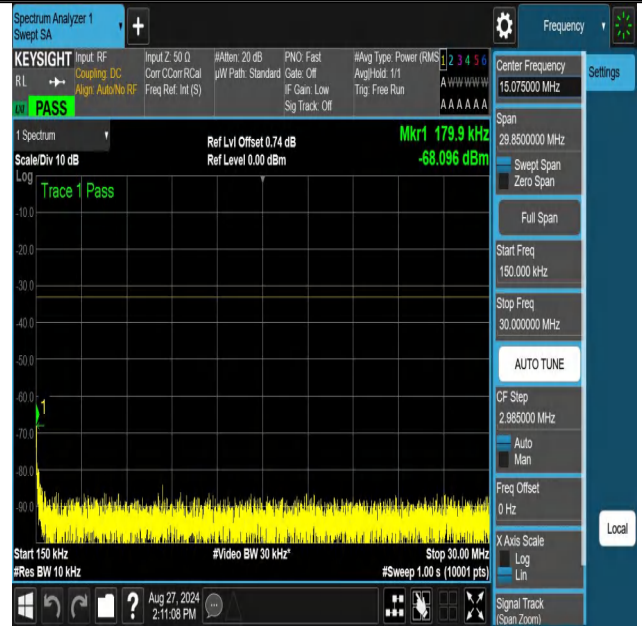 Spectrum Analyzer 1
Swept SA
Frequency
KEYSIGHT
RL
LXI
PASS
Input: RF
Coupling: DC
Align: Auto/No RF
Input Z: 50 Ω
Corr CCorr RCal
Freq Ref: Int (S)
#Atten: 20 dB
µW Path: Standard
PNO: Fast
Gate: Off
IF Gain: Low
Sig Track: Off
#Avg Type: Power (RMS
Avg|Hold: 1/1
Trig: Free Run
1 2 3 4 5 6
A W W W W W
A A A A A A
1 Spectrum
Scale/Div 10 dB
Log
Ref Lvl Offset 0.74 dB
Ref Level 0.00 dBm
Mkr1 179.9 kHz
-68.096 dBm
Trace 1 Pass
-10.0
-20.0
-30.0
-40.0
-50.0
-60.0
1
-70.0
-80.0
-90.0
Start 150 kHz
#Res BW 10 kHz
#Video BW 30 kHz*
Stop 30.00 MHz
#Sweep 1.00 s (10001 pts)
Aug 27, 2024
2:11:08 PM
Center Frequency
15.075000 MHz
Span
29.8500000 MHz
Swept Span
Zero Span
Full Span
Start Freq
150.000 kHz
Stop Freq
30.000000 MHz
AUTO TUNE
CF Step
2.985000 MHz
Auto
Man
Freq Offset
0 Hz
X Axis Scale
Log
Lin
Signal Track
(Span Zoom)
Settings
Local